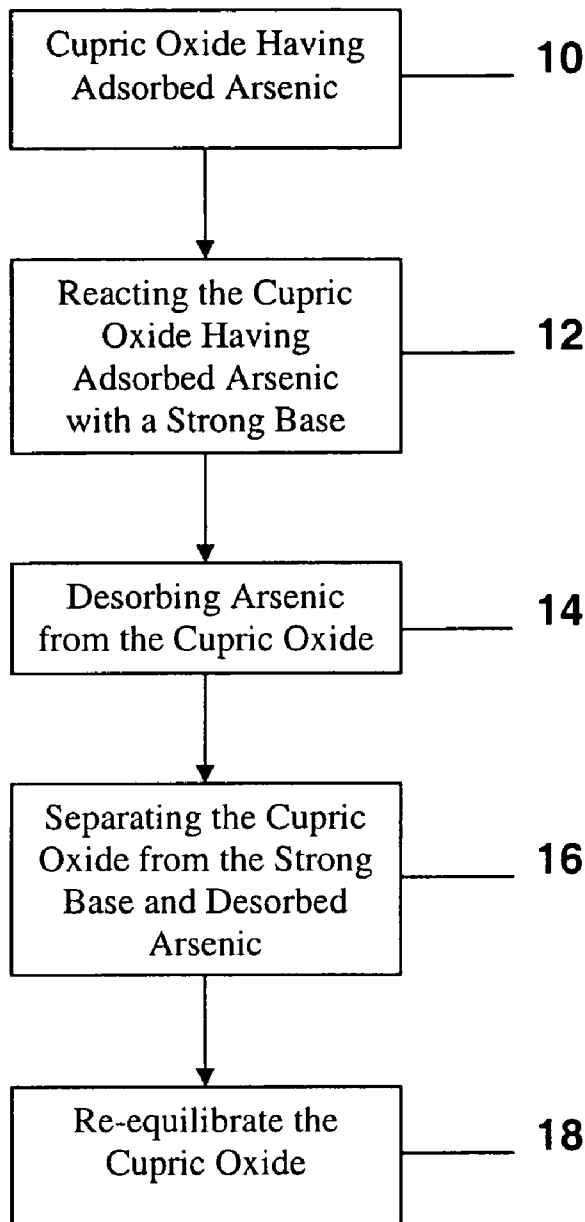 Cupric Oxide Having
Adsorbed Arsenic
10
Reacting the Cupric
Oxide Having
Adsorbed Arsenic
with a Strong Base
12
Desorbing Arsenic
from the Cupric Oxide
14
Separating the Cupric
Oxide from the Strong
Base and Desorbed
Arsenic
16
Re-equilibrate the
Cupric Oxide
18